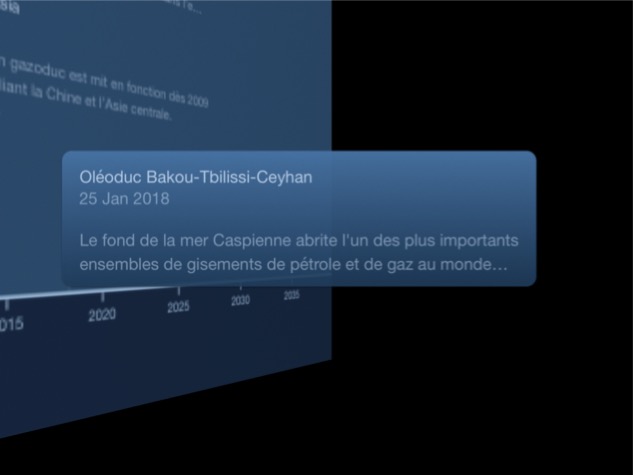 dans l'e...
n gazoduc est mit en fonction dès 2009
liant la Chine et l'Asie centrale.
Oléoduc Bakou-Tbilissi-Ceyhan
25 Jan 2018
Le fond de la mer Caspienne abrite l'un des plus importants
ensembles de gisements de pétrole et de gaz au monde...
015 2020 2025 2030 2035